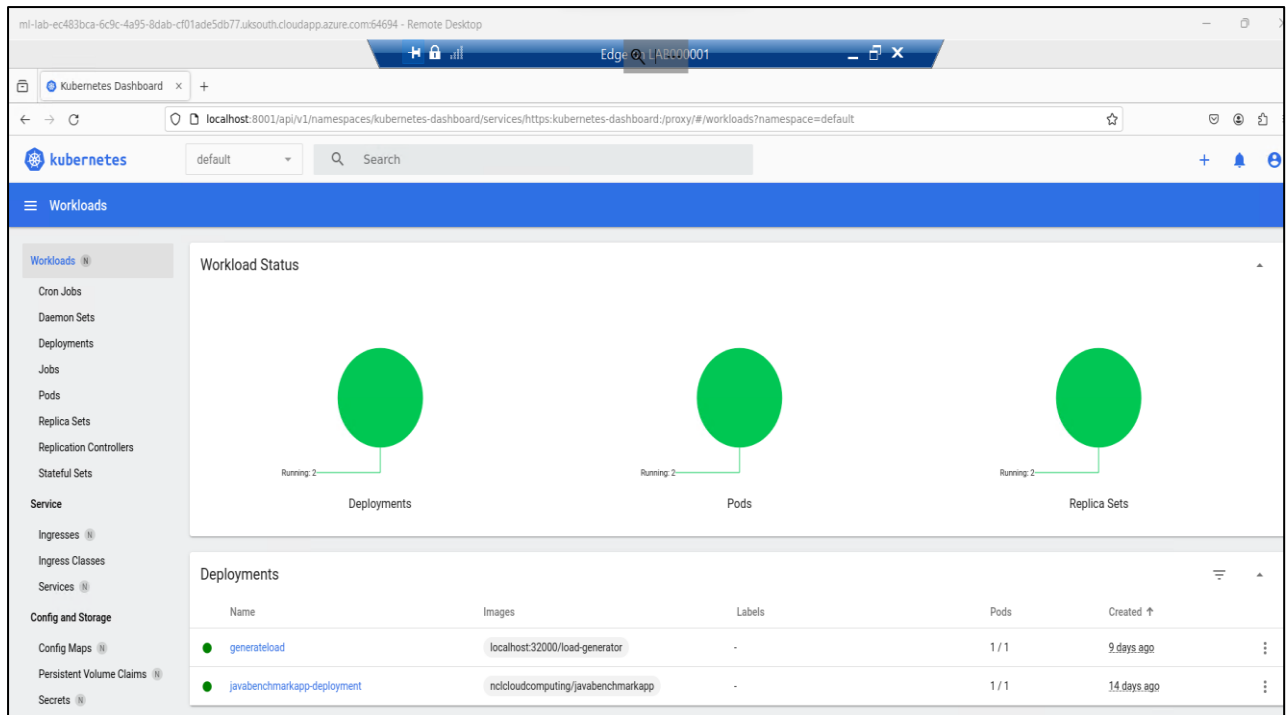 ml-lab-ec483bca-6c9c-4a95-8dab-cf01ade5db77.uksouth.cloudapp.azure.com:64694 - Remote Desktop
Edge on LAB000001
Kubernetes Dashboard
localhost:8001/api/v1/namespaces/kubernetes-dashboard/services/https:kubernetes-dashboard:/proxy/#/workloads?namespace=default
kubernetes default Search
Workloads
Workloads N
Cron Jobs
Daemon Sets
Deployments
Jobs
Pods
Replica Sets
Replication Controllers
Stateful Sets
Service
Ingresses N
Ingress Classes
Services N
Config and Storage
Config Maps N
Persistent Volume Claims N
Secrets N
Workload Status
Running: 2 Running: 2 Running: 2
Deployments Pods Replica Sets
Deployments
Name Images Labels Pods Created
generateload localhost:32000/load-generator - 1 / 1 9 days ago
javabenchmarkapp-deployment nclcloudcomputing/javabenchmarkapp - 1 / 1 14 days ago